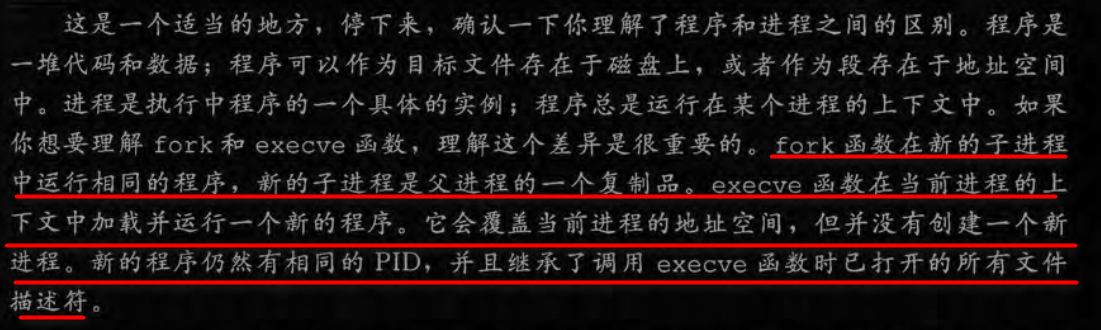 这是一个适当的地方，停下来，确认一下你理解了程序和进程之间的区别。程序是
一堆代码和数据；程序可以作为目标文件存在于磁盘上，或者作为段存在于地址空间
中。进程是执行中程序的一个具体的实例；程序总是运行在某个进程的上下文中。如果
你想要理解 fork 和 execve 函数，理解这个差异是很重要的。fork 函数在新的子进程
中运行相同的程序，新的子进程是父进程的一个复制品。execve 函数在当前进程的上
下文中加载并运行一个新的程序。它会覆盖当前进程的地址空间，但并没有创建一个新
进程。新的程序仍然有相同的 PID，并且继承了调用 execve 函数时已打开的所有文件
描述符。